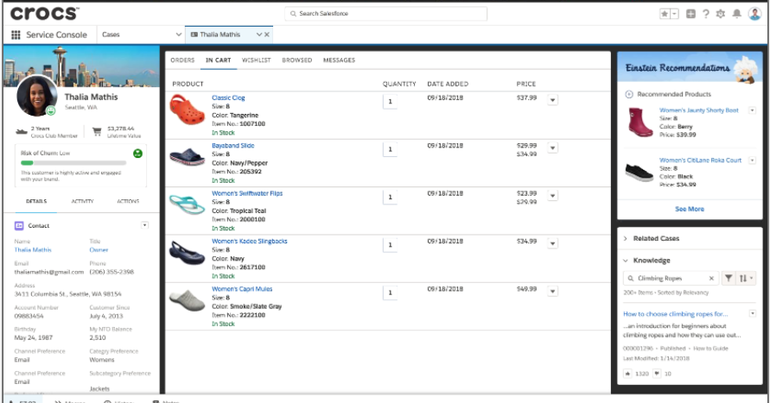 crocs™
Search Salesforce
Service Console
Cases
Thalia Mathis
Thalia Mathis
Seattle, WA
2 Years
Crocs Club Member
$3,278.44
Lifetime Value
Risk of Churn: Low
This customer is highly active and engaged
with your brand.
DETAILS
ACTIVITY
ACTIONS
Contact
Name
Title
Thalia Mathis
Owner
Email
Phone
thaliamathis@gmail.com
(206) 355-2398
Address
3411 Columbia St., Seattle, WA 98154
Account Number
Customer Since
09883454
July 4, 2013
Birthday
My MTO Balance
May 24, 1987
2,510
Channel Preference
Category Preference
Email
Womens
Channel Preference
Subcategory Preference
Email
Jackets
ORDERS
IN CART
WISHLIST
BROWSED
MESSAGES
PRODUCT
QUANTITY
DATE ADDED
PRICE
Classic Clog
Size: 8
Color: Tangerine
Item No.: 1007100
In Stock
1
09/18/2018
$37.99
Bayaband Slide
Size: 8
Color: Navy/Pepper
Item No.: 205392
In Stock
1
09/18/2018
$29.99
$34.99
Women's Swiftwater Flips
Size: 8
Color: Tropical Teal
Item No.: 2000100
In Stock
1
09/18/2018
$23.99
$29.99
Women's Kadee Slingbacks
Size: 8
Color: Navy
Item No.: 2617100
In Stock
1
09/18/2018
$34.99
Women's Capri Mules
Size: 8
Color: Smoke/Slate Gray
Item No.: 2222100
In Stock
1
09/18/2018
$49.99
Einstein Recommendations
Recommended Products
Women's Jaunty Shorty Boot
Size: 8
Color: Berry
Price: $39.99
Women's CitiLane Roka Court
Size: 8
Color: Black
Price: $34.99
See More
Related Cases
Knowledge
Climbing Ropes
200+ Items • Sorted by Relevancy
How to choose climbing ropes for...
...an introduction for beginners about
climbing ropes and how they can use out...
000001296 • Published • How to Guide
Last Modified: 1/14/2018
1320
10